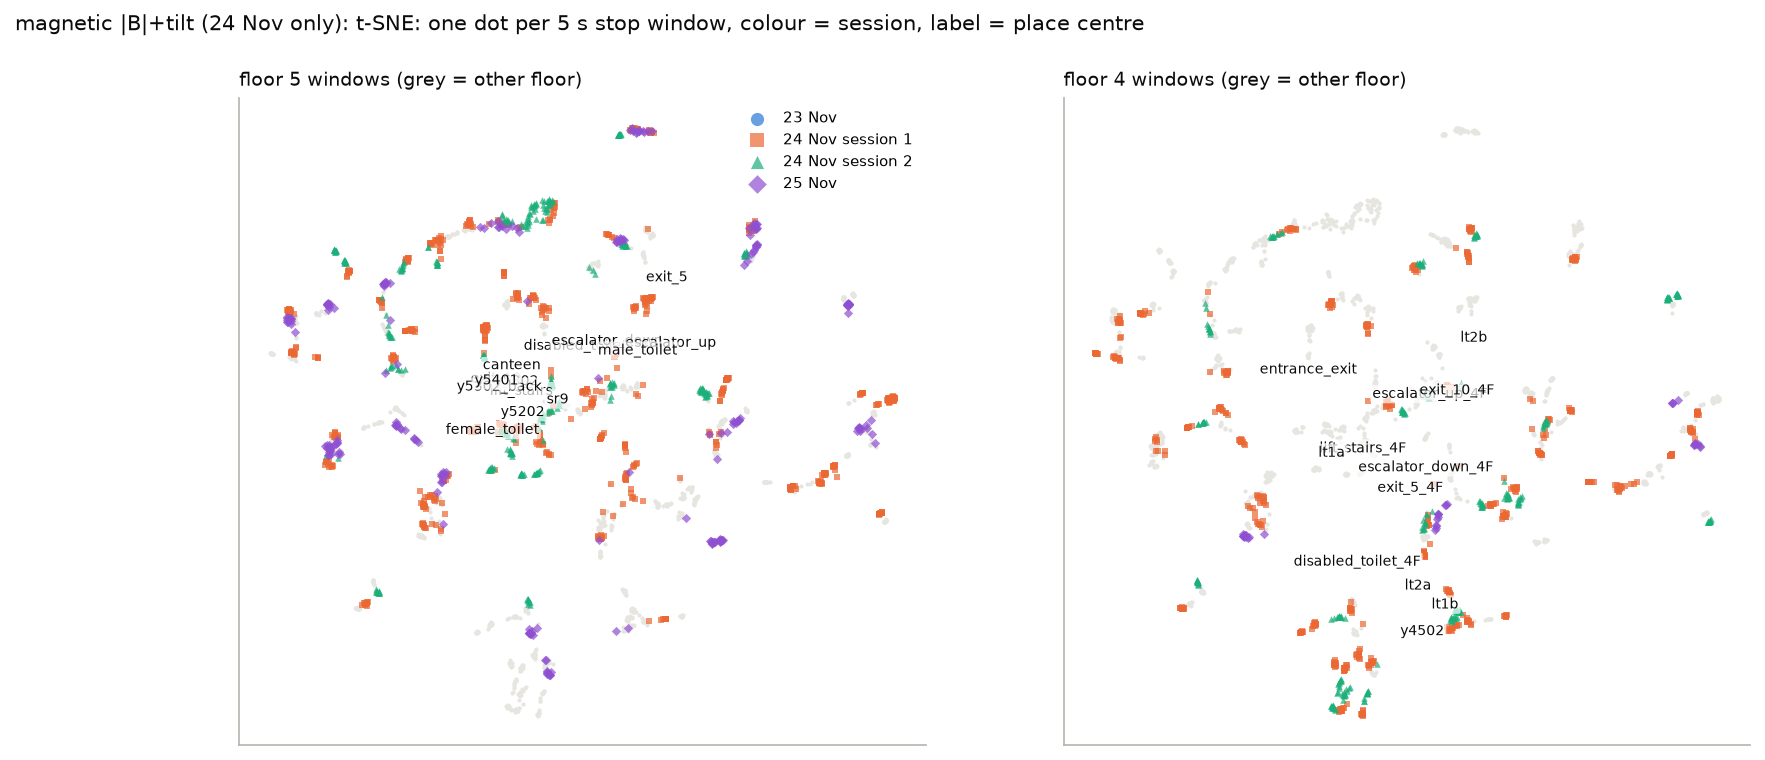 magnetic |B|+tilt (24 Nov only): t-SNE: one dot per 5 s stop window, colour = session, label = place centre
floor 5 windows (grey = other floor)
23 Nov
24 Nov session 1
24 Nov session 2
25 Nov
exit_5
male_toilet
canteen
y5401
sr9
y5202
female_toilet
floor 4 windows (grey = other floor)
lt2b
entrance_exit
exit_10_4F
lt1a
escalator_down_4F
exit_5_4F
disabled_toilet_4F
lt2a
lt1b
y4502